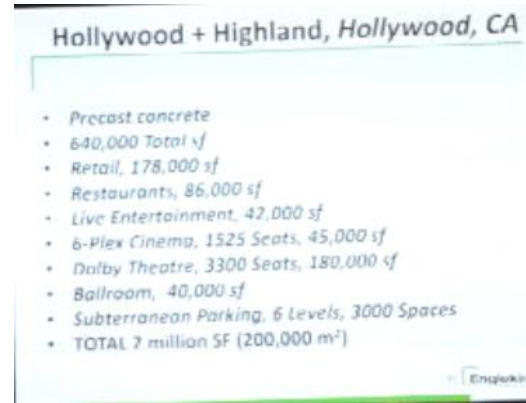 Hollywood + Highland, Hollywood, CA
• Precast concrete
• 640,000 Total sf
• Retail, 178,000 sf
• Restaurants, 86,000 sf
• Live Entertainment, 42,000 sf
• 6-Plex Cinema, 1525 Seats, 45,000 sf
• Dolby Theatre, 3300 Seats, 180,000 sf
• Ballroom, 40,000 sf
• Subterranean Parking, 6 Levels, 3000 Spaces
• TOTAL 2 million SF (200,000 m²)